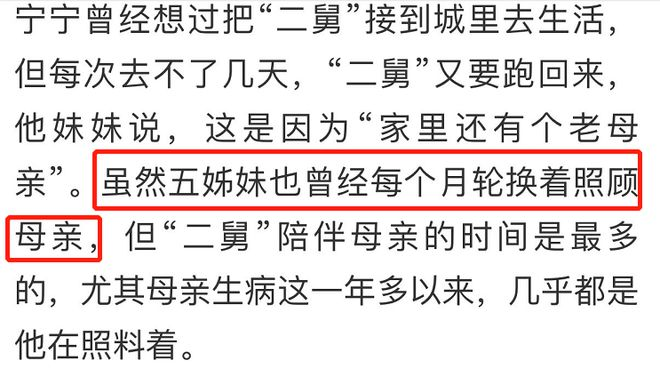 宁宁曾经想过把“二舅”接到城里去生活，
但每次去不了几天，“二舅”又要跑回来，
他妹妹说，这是因为“家里还有个老母
亲”。虽然五姊妹也曾经每个月轮换着照顾
母亲，但“二舅”陪伴母亲的时间是最多
的，尤其母亲生病这一年多以来，几乎都是
他在照料着。